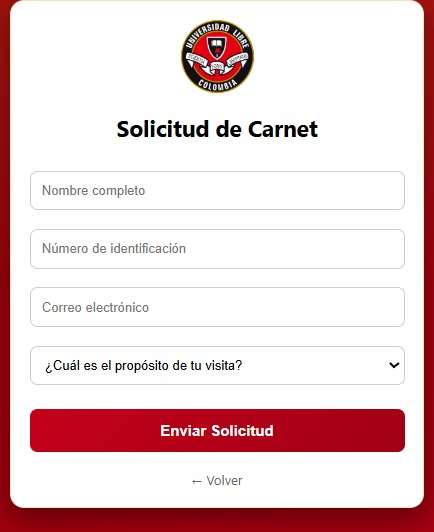 UNIVERSIDAD LIBRE
COLOMBIA
Solicitud de Carnet
Nombre completo
Número de identificación
Correo electrónico
¿Cuál es el propósito de tu visita?
Enviar Solicitud
← Volver